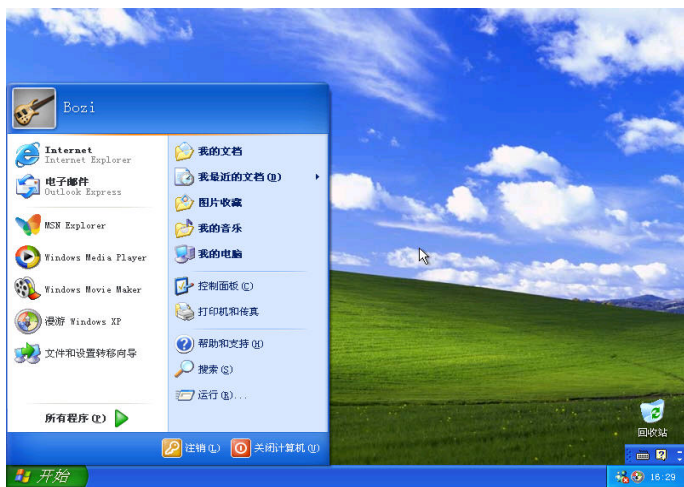 Bozi
Internet
Internet Explorer
电子邮件
Outlook Express
MSN Explorer
Windows Media Player
Windows Movie Maker
漫游 Windows XP
文件和设置转移向导
所有程序(P)
我的文档
我最近的文档(D)
图片收藏
我的音乐
我的电脑
控制面板(C)
打印机和传真
帮助和支持(H)
搜索(S)
运行(R)...
注销(L)
关闭计算机(U)
回收站
开始
16:29